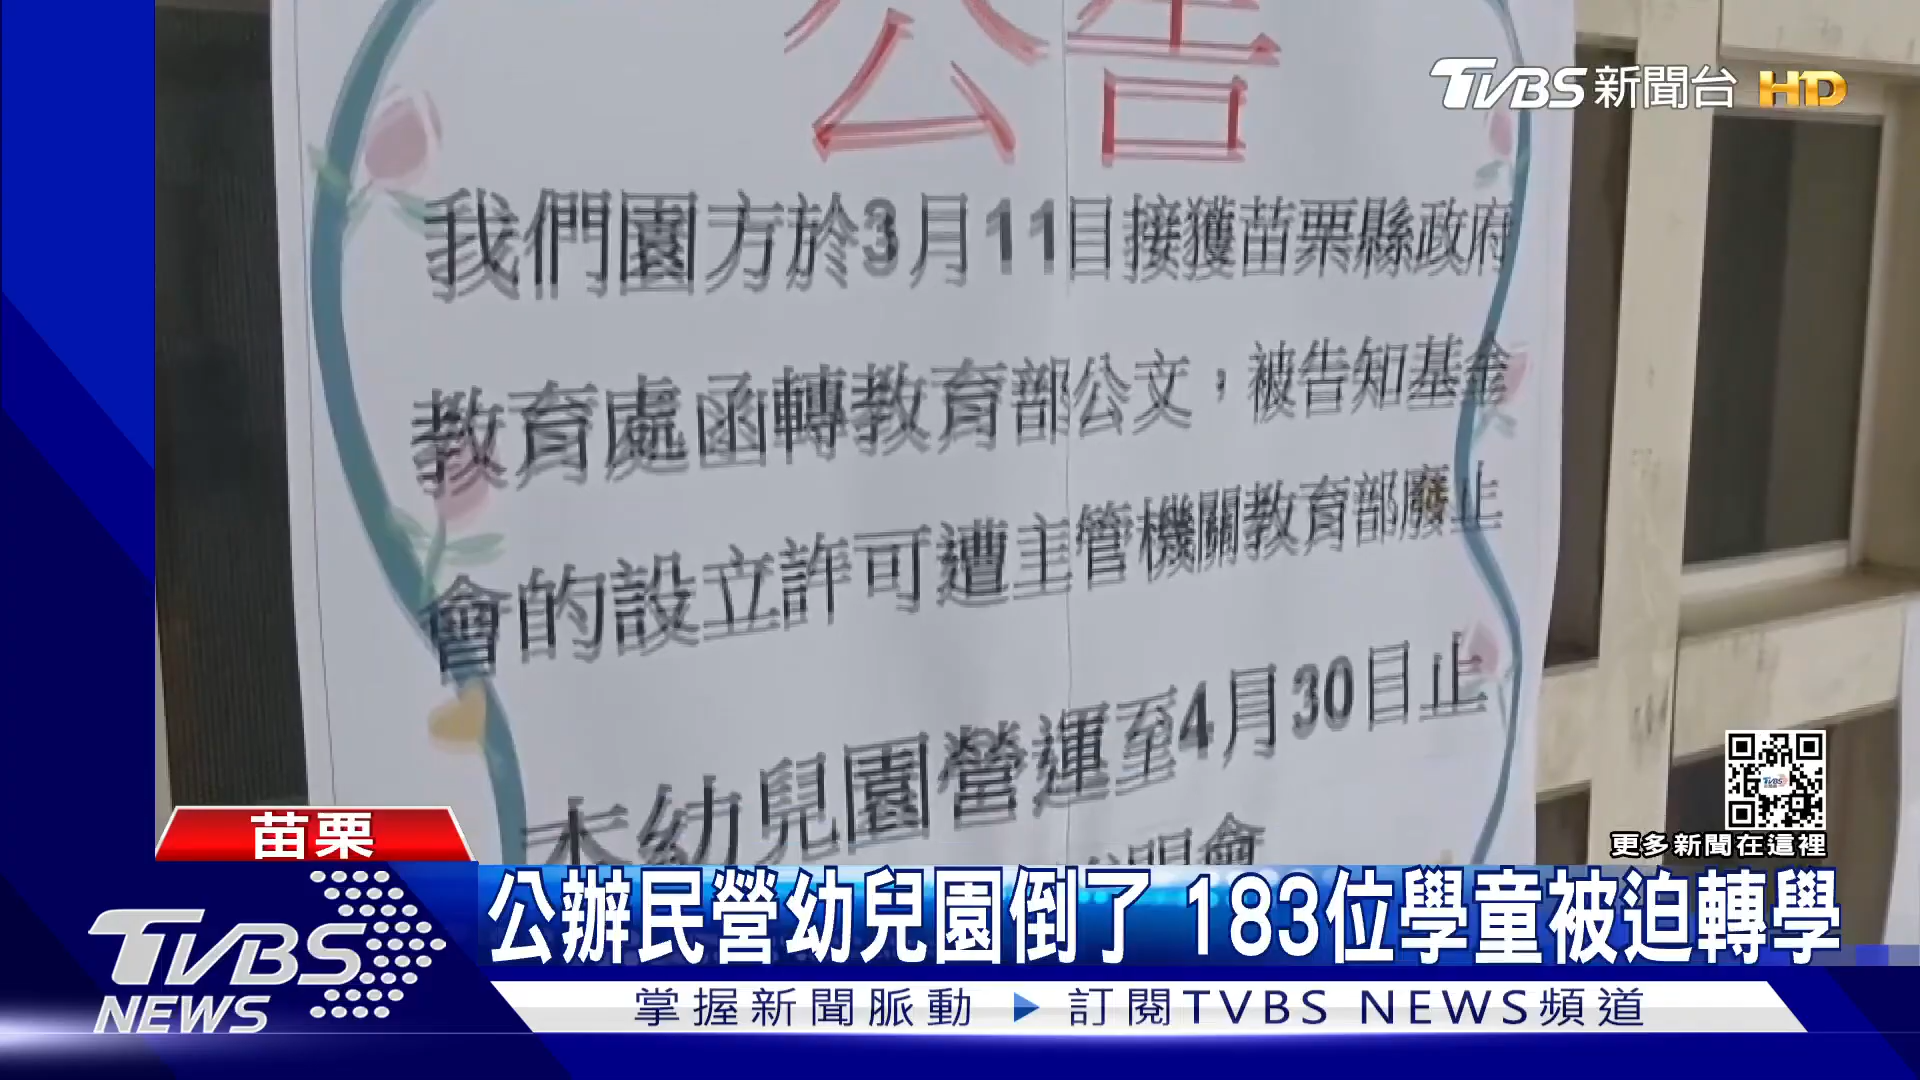 公告
TVBS新聞台 HD
我們園方於3月11日接獲苗栗縣政府
教育處函轉教育部公文，被告知基金
會的設立許可遭主管機關教育部廢止
本幼兒園營運至4月30日止
說明會
更多新聞在這裡
苗栗
公辦民營幼兒園倒了 183位學童被迫轉學
TVBS NEWS
掌握新聞脈動 ▶ 訂閱TVBS NEWS頻道